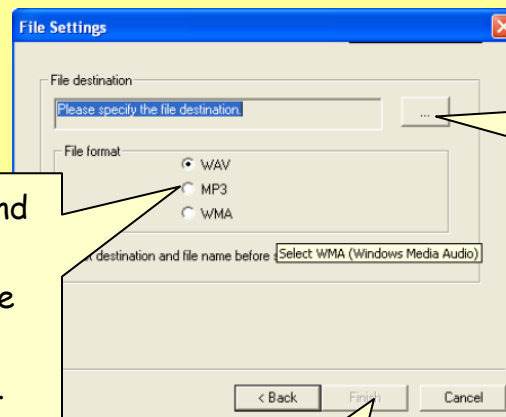 File Settings
File destination
Please specify the file destination.
...
File format
WAV
MP3
WMA
destination and file name before
Select WMA (Windows Media Audio)
< Back
Finish
Cancel